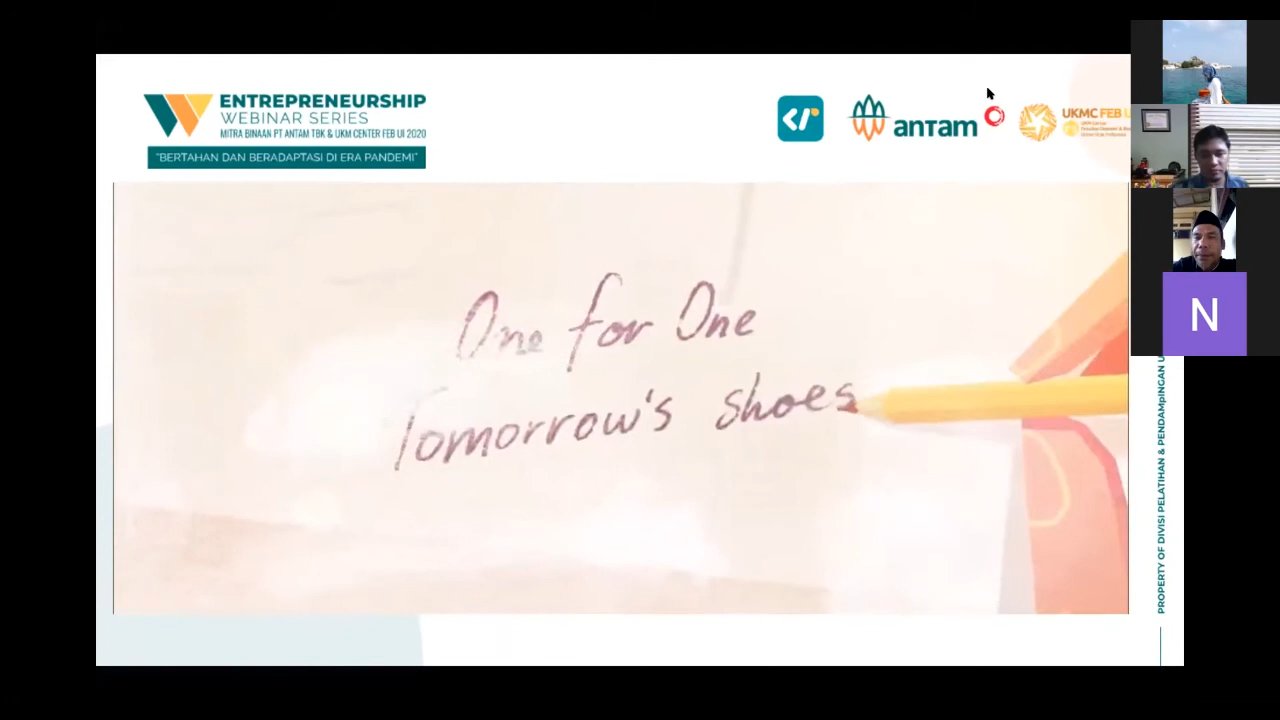 ENTREPRENEURSHIP
WEBINAR SERIES
MITRA BINAAN PT ANTAM TBK & UKM CENTER FEB UI 2020
"BERTAHAN DAN BERADAPTASI DI ERA PANDEMI"
antam
UKMC FEB U
One for One
Tomorrow's shoes
N
PROPERTY OF DIVISI PELATIHAN & PENDAMPINGAN U